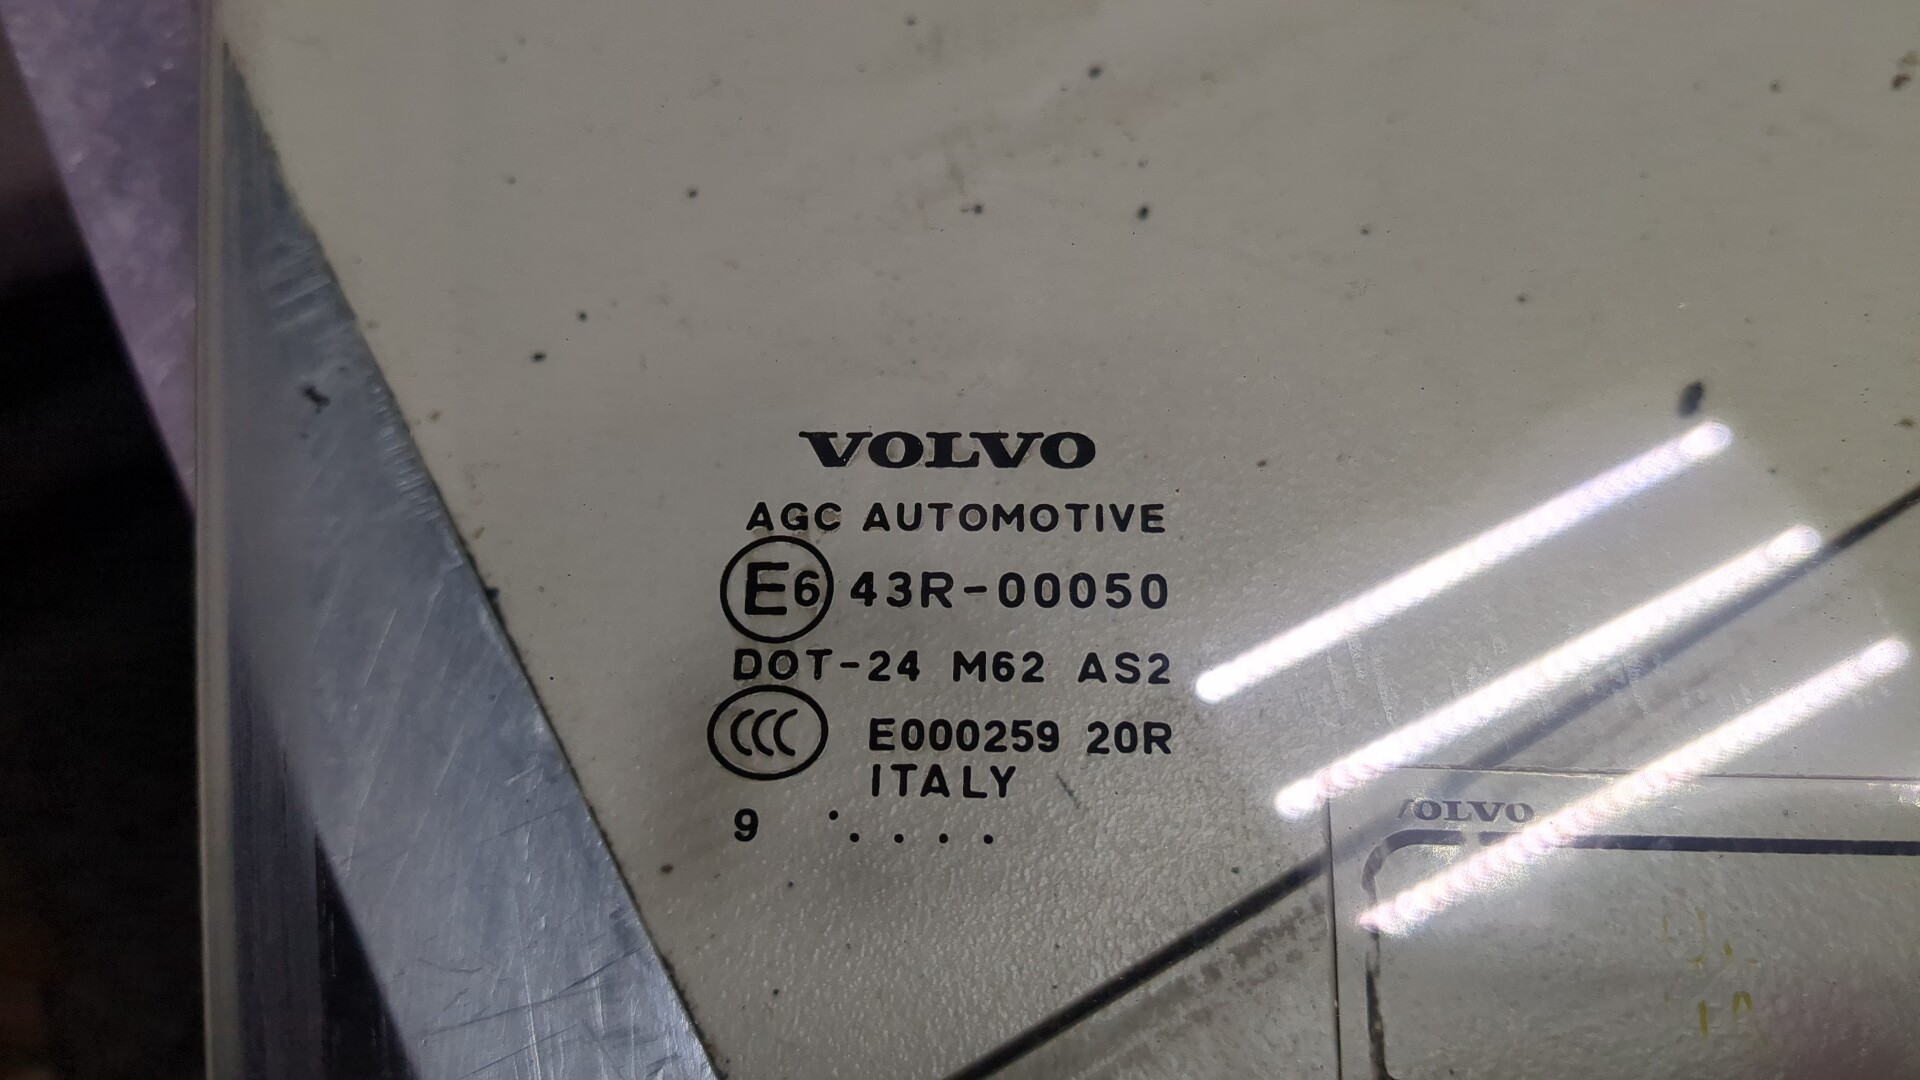 VOLVO
AGC AUTOMOTIVE
E6 43R-00050
DOT-24 M62 AS2
CCC E000259 20R
ITALY
9 . . . . .
VOLVO